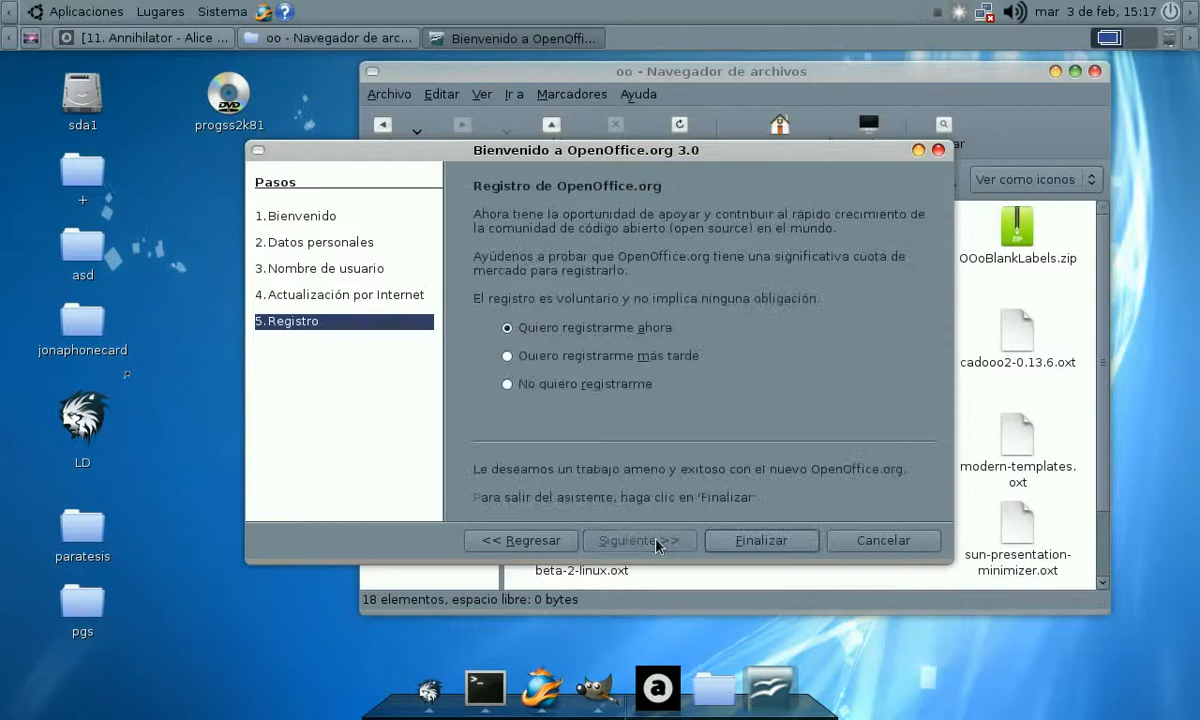 Aplicaciones Lugares Sistema
mar 3 de feb, 15:17
[11. Annihilator - Alice ...
oo - Navegador de arc...
Bienvenido a OpenOffi...
sda1
progss2k81
+
asd
jonaphonecard
LD
paratesis
pgs
oo - Navegador de archivos
Archivo Editar Ver Ir a Marcadores Ayuda
ar
Ver como iconos
OOoBlankLabels.zip
cadooo2-0.13.6.oxt
modern-templates.
oxt
sun-presentation-
minimizer.oxt
beta-2-linux.oxt
18 elementos, espacio libre: 0 bytes
Bienvenido a OpenOffice.org 3.0
Pasos
1.Bienvenido
2.Datos personales
3.Nombre de usuario
4.Actualización por Internet
5.Registro
Registro de OpenOffice.org
Ahora tiene la oportunidad de apoyar y contribuir al rápido crecimiento de
la comunidad de código abierto (open source) en el mundo.
Ayúdenos a probar que OpenOffice.org tiene una significativa cuota de
mercado para registrarlo.
El registro es voluntario y no implica ninguna obligación.
Quiero registrarme ahora
Quiero registrarme más tarde
No quiero registrarme
Le deseamos un trabajo ameno y exitoso con el nuevo OpenOffice.org.
Para salir del asistente, haga clic en 'Finalizar'.
<< Regresar
Siguiente >>
Finalizar
Cancelar